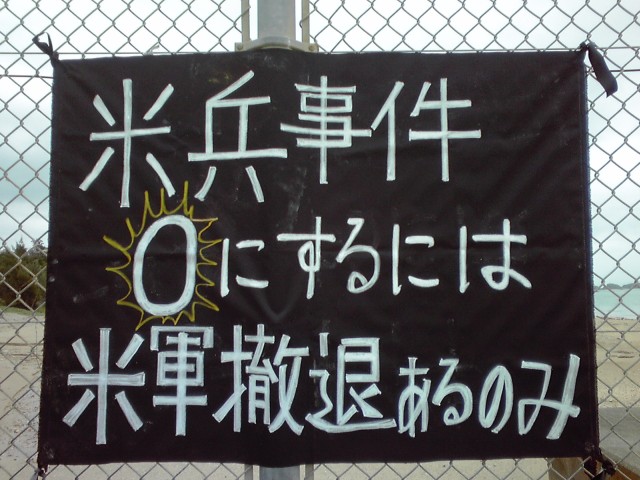 米兵事件
0にするには
米軍撤退あるのみ